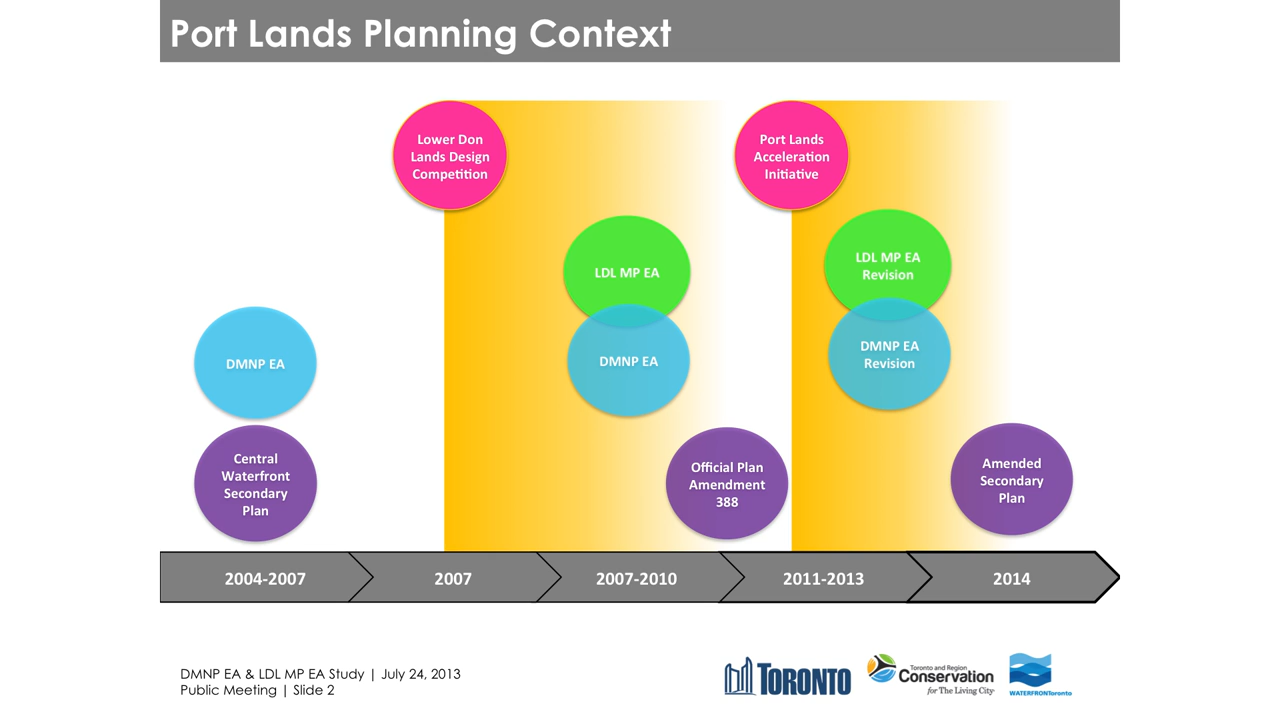 Port Lands Planning Context
Lower Don
Lands Design
Competition
Port Lands
Acceleration
Initiative
LDL MP EA
LDL MP EA
Revision
DMNP EA
DMNP EA
DMNP EA
Revision
Central
Waterfront
Secondary
Plan
Official Plan
Amendment
388
Amended
Secondary
Plan
2004-2007
2007
2007-2010
2011-2013
2014
DMNP EA & LDL MP EA Study | July 24, 2013
Public Meeting | Slide 2
TORONTO
Toronto and Region
Conservation
for The Living City
WATERFRONToronto